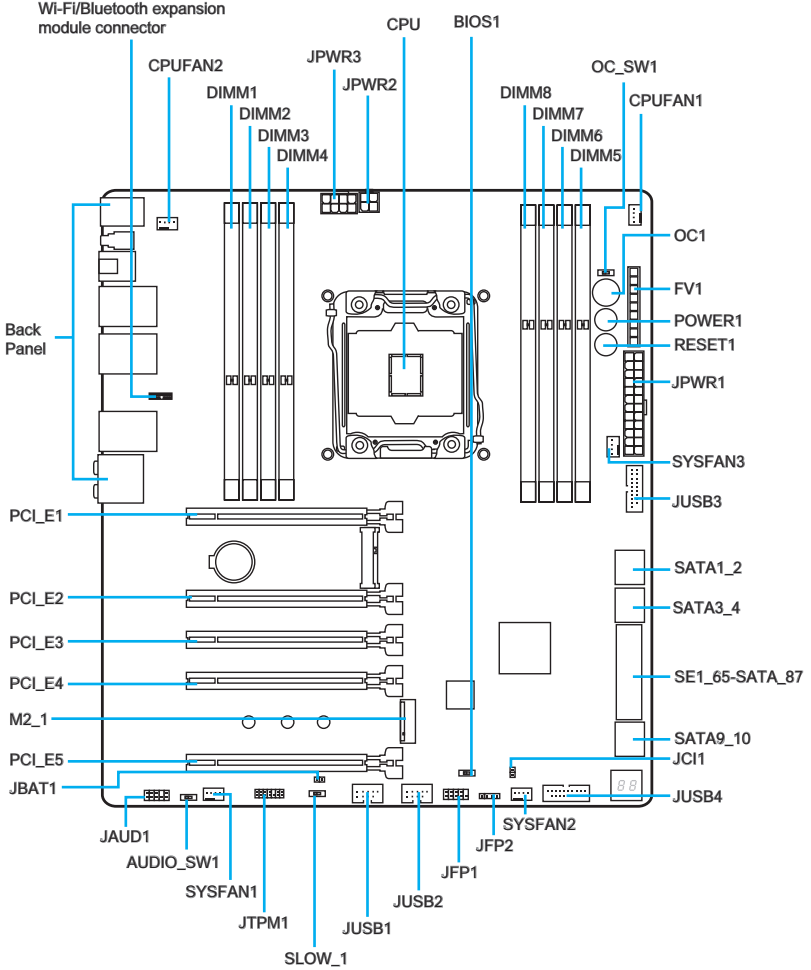 Wi-Fi/Bluetooth expansion
module connector
CPU
BIOS1
CPUFAN2
JPWR3
JPWR2
OC_SW1
DIMM1
DIMM2
DIMM3
DIMM4
DIMM8
DIMM7
DIMM6
DIMM5
CPUFAN1
OC1
FV1
POWER1
RESET1
JPWR1
Back
Panel
SYSFAN3
JUSB3
PCI_E1
SATA1_2
PCI_E2
SATA3_4
PCI_E3
PCI_E4
SE1_65-SATA_87
M2_1
SATA9_10
PCI_E5
JCI1
JBAT1
88
JUSB4
JAUD1
AUDIO_SW1
SYSFAN1
JTPM1
SLOW_1
JUSB1
JUSB2
JFP1
JFP2
SYSFAN2